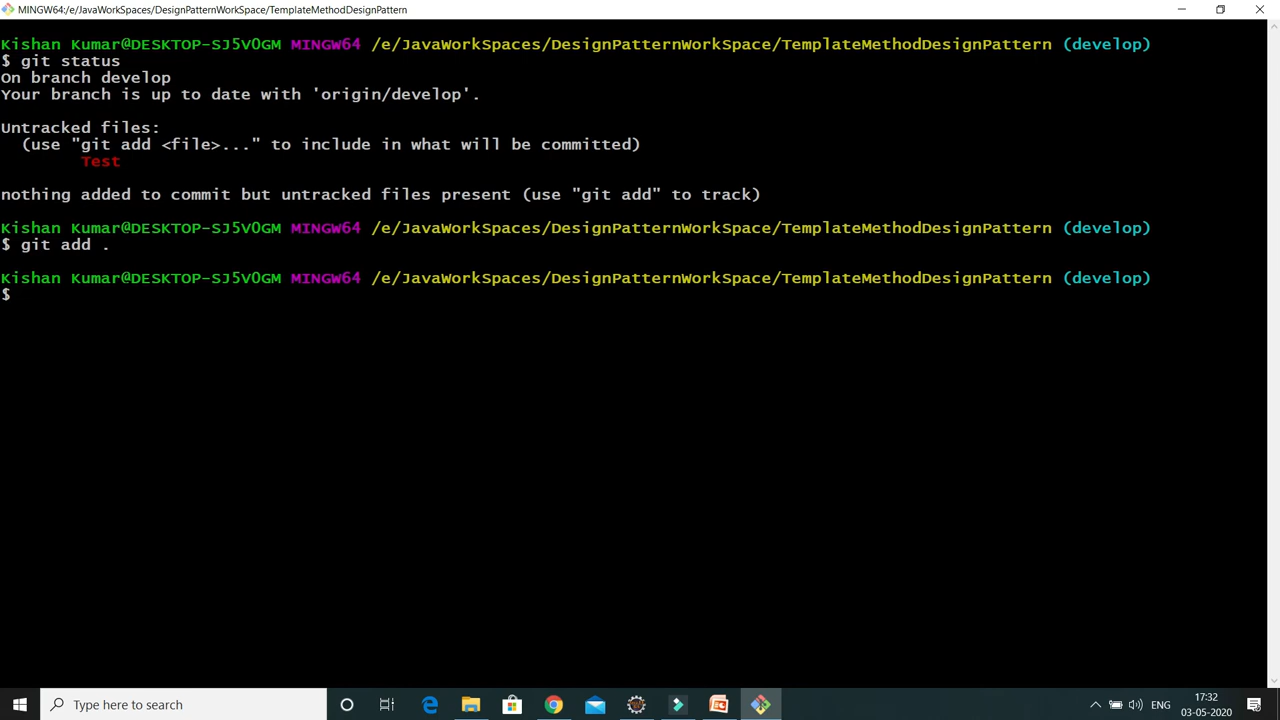 MINGW64:/e/JavaWorkSpaces/DesignPatternWorkSpace/TemplateMethodDesignPattern
Kishan Kumar@DESKTOP-SJ5V0GM MINGW64 /e/JavaWorkSpaces/DesignPatternWorkSpace/TemplateMethodDesignPattern (develop)
$ git status
On branch develop
Your branch is up to date with 'origin/develop'.
Untracked files:
(use "git add <file>..." to include in what will be committed)
Test
nothing added to commit but untracked files present (use "git add" to track)
Kishan Kumar@DESKTOP-SJ5V0GM MINGW64 /e/JavaWorkSpaces/DesignPatternWorkSpace/TemplateMethodDesignPattern (develop)
$ git add .
Kishan Kumar@DESKTOP-SJ5V0GM MINGW64 /e/JavaWorkSpaces/DesignPatternWorkSpace/TemplateMethodDesignPattern (develop)
$
Type here to search
ENG
17:32
03-05-2020